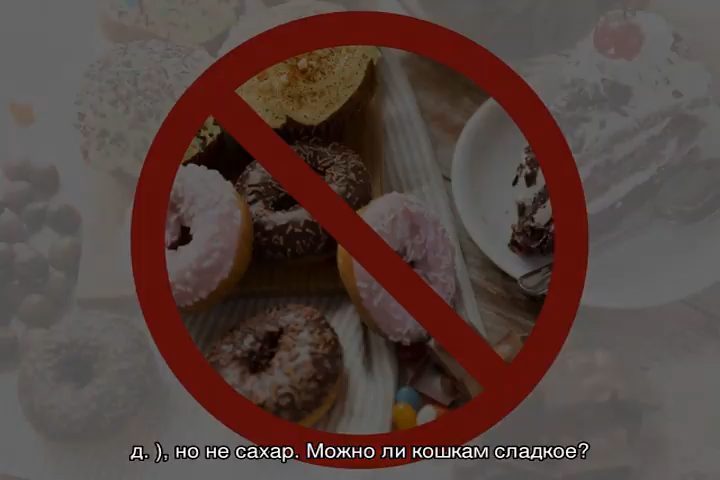 д. ), но не сахар. Можно ли кошкам сладкое?